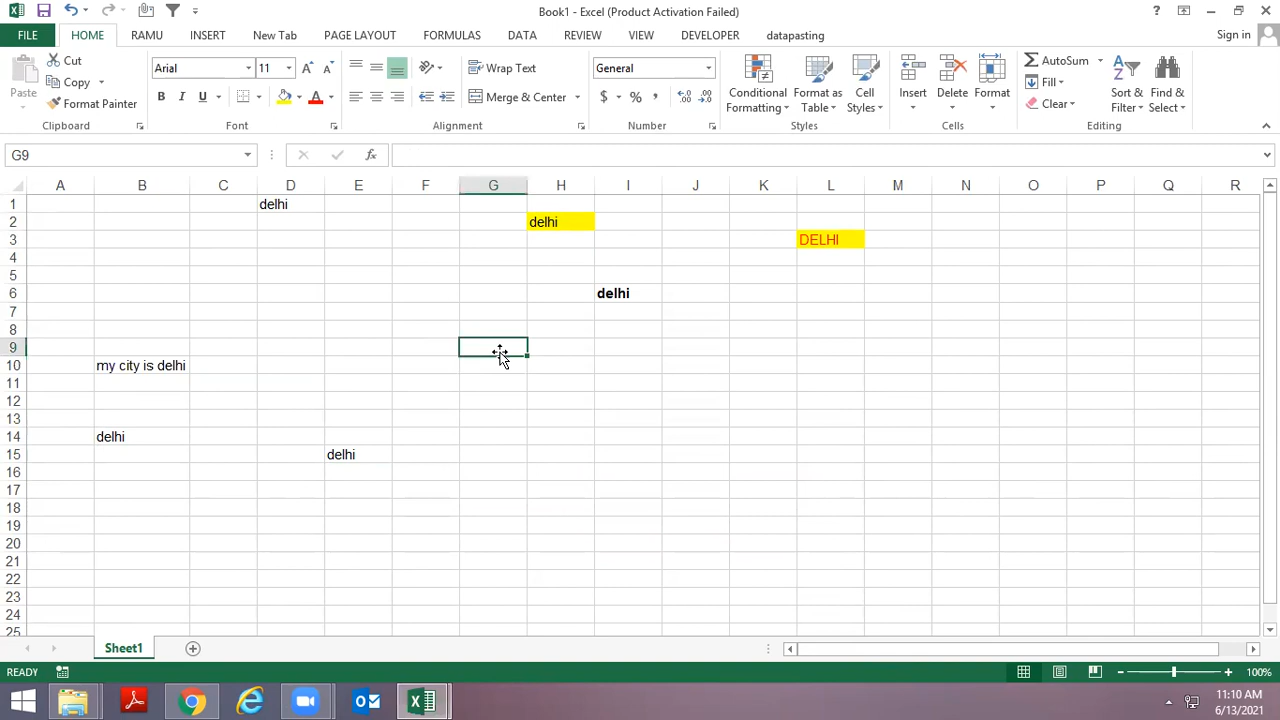 Book1 - Excel (Product Activation Failed)
FILE HOME RAMU INSERT New Tab PAGE LAYOUT FORMULAS DATA REVIEW VIEW DEVELOPER datapasting Sign in
Paste
Cut
Copy
Format Painter
Clipboard
Arial 11
B I U
Font
Wrap Text
Merge & Center
Alignment
General
$ % ,
Number
Conditional Formatting
Format as Table
Cell Styles
Styles
Insert
Delete
Format
Cells
AutoSum
Fill
Clear
Sort & Filter
Find & Select
Editing
G9
A B C D E F G H I J K L M N O P Q R
1 delhi
2 delhi
3 DELHI
4
5
6 delhi
7
8
9
10 my city is delhi
11
12
13
14 delhi
15 delhi
16
17
18
19
20
21
22
23
24
25
Sheet1
READY 100%
11:10 AM
6/13/2021